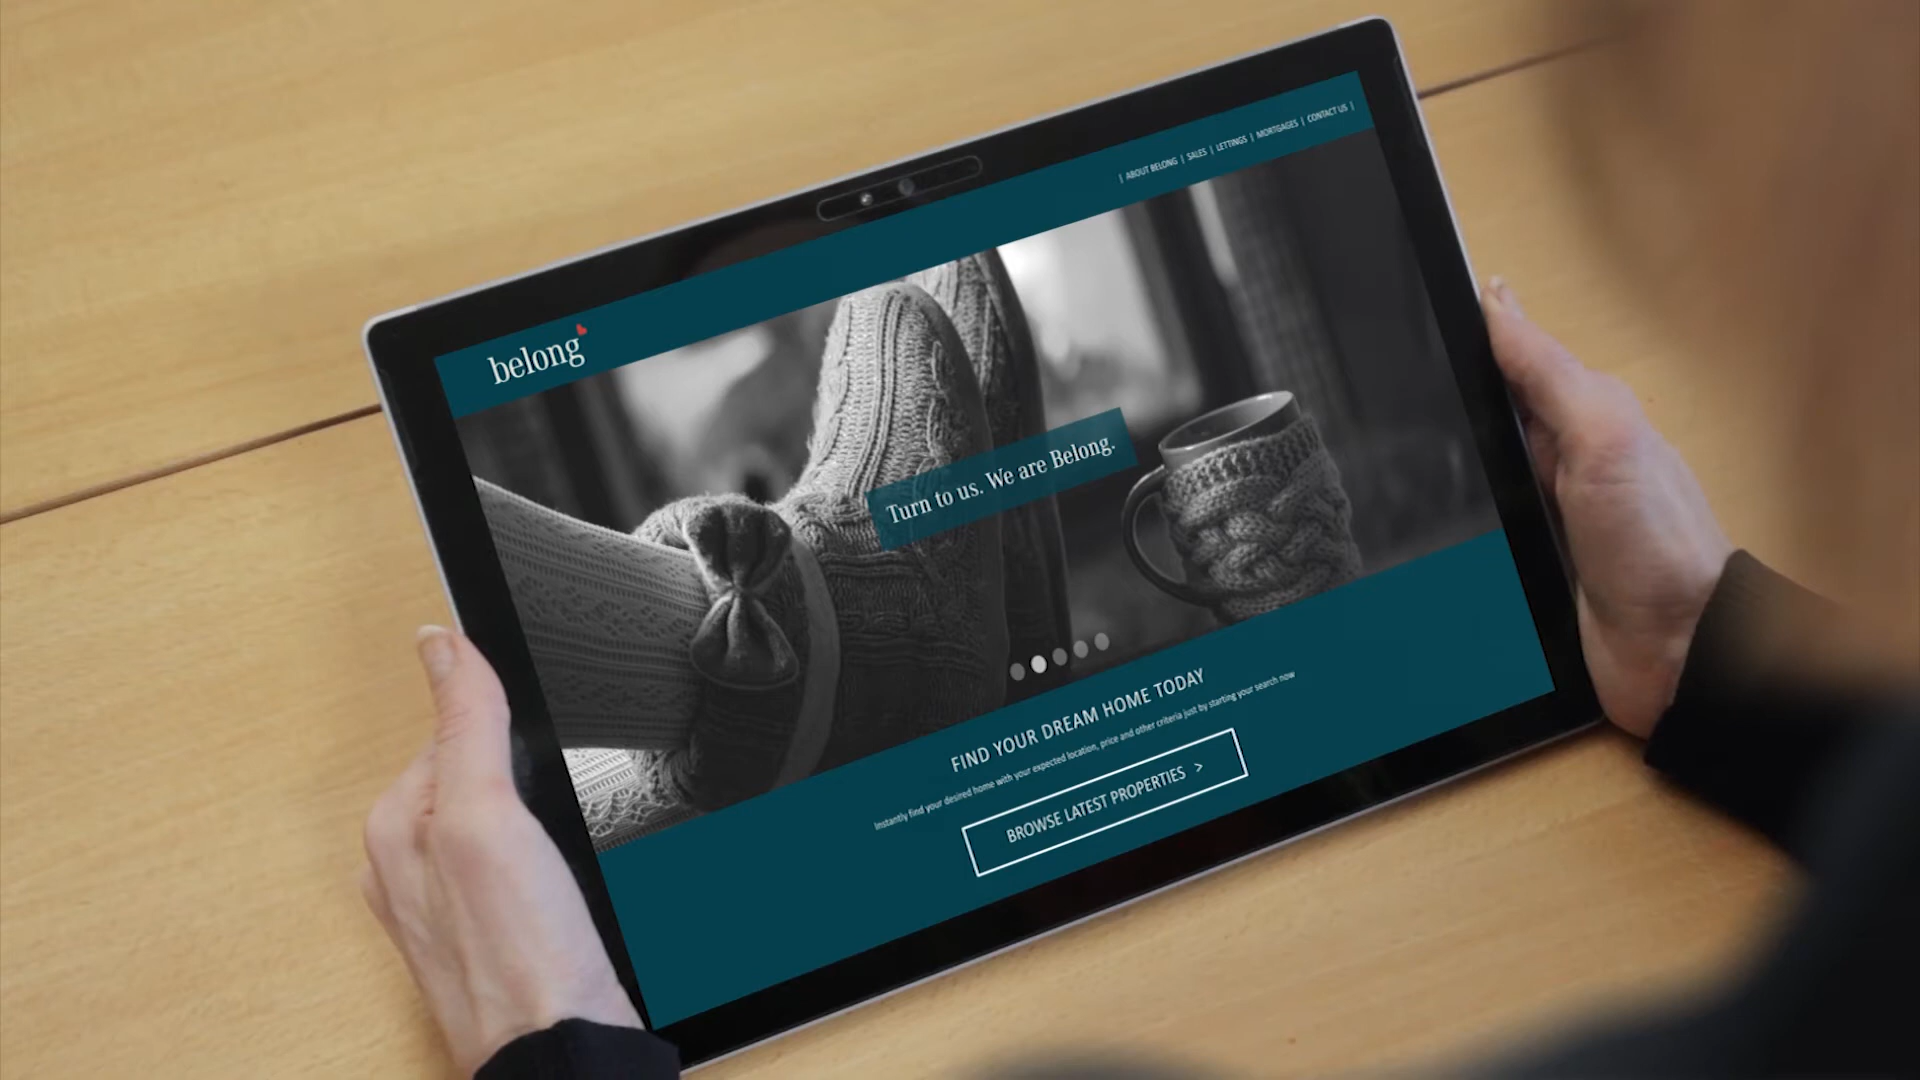 | ABOUT BELONG | SALES | LETTINGS | MORTGAGES | CONTACT US |
belong
Turn to us. We are Belong.
FIND YOUR DREAM HOME TODAY
Instantly find your desired home with your expected location, price and other criteria just by starting your search now
BROWSE LATEST PROPERTIES >